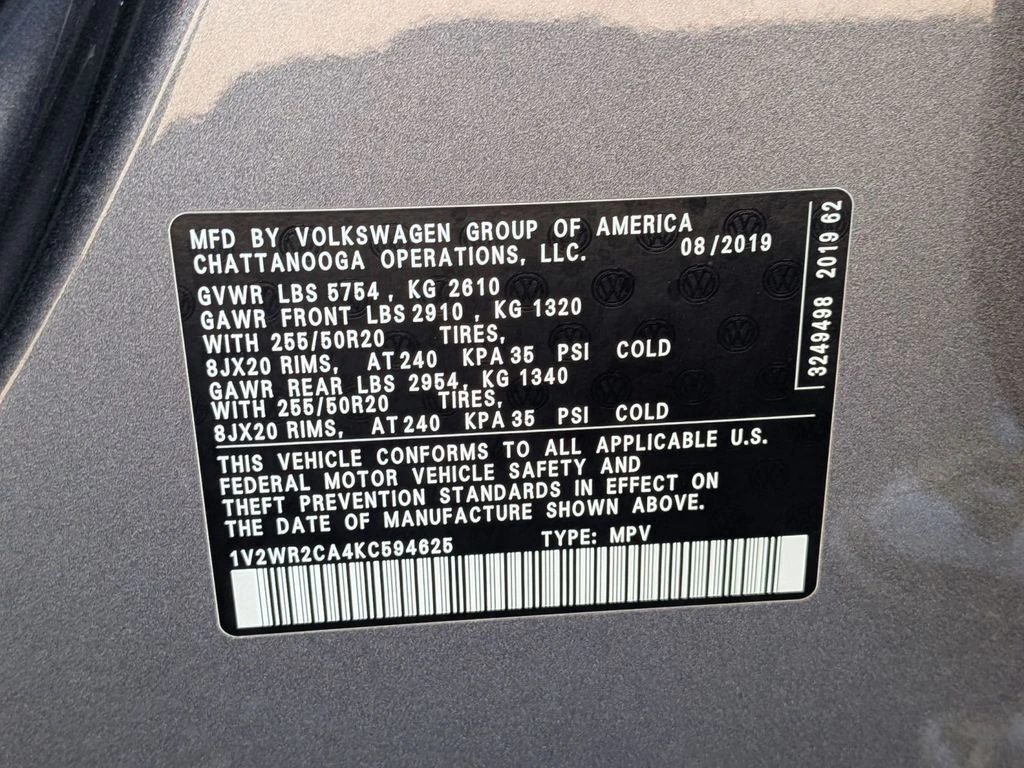 MFD BY VOLKSWAGEN GROUP OF AMERICA
CHATTANOOGA OPERATIONS, LLC. 08/2019
GVWR LBS 5754 , KG 2610
GAWR FRONT LBS 2910 , KG 1320
WITH 255/50R20 TIRES,
8JX20 RIMS, AT 240 KPA 35 PSI COLD
GAWR REAR LBS 2954, KG 1340
WITH 255/50R20 TIRES,
8JX20 RIMS, AT 240 KPA 35 PSI COLD
THIS VEHICLE CONFORMS TO ALL APPLICABLE U.S.
FEDERAL MOTOR VEHICLE SAFETY AND
THEFT PREVENTION STANDARDS IN EFFECT ON
THE DATE OF MANUFACTURE SHOWN ABOVE.
1V2WR2CA4KC594625 TYPE: MPV
3249498 2019 62